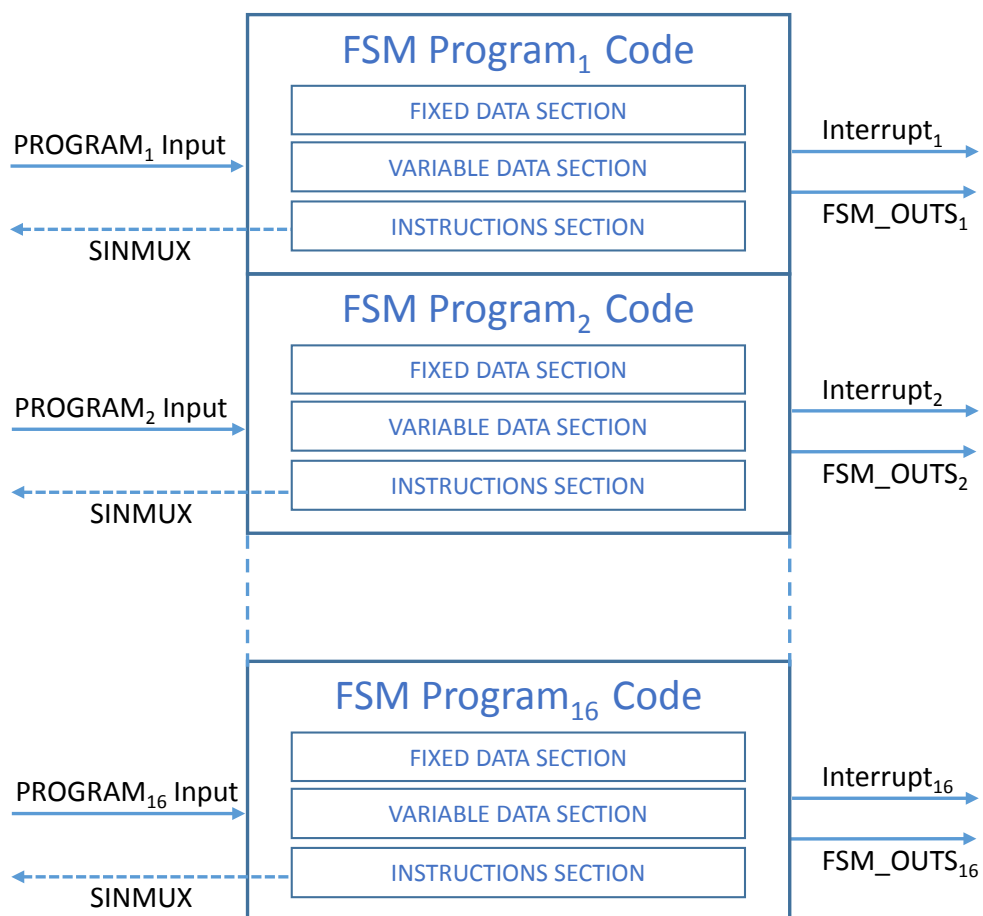 FSM Program₁ Code
FIXED DATA SECTION
PROGRAM₁ Input
Interrupt₁
VARIABLE DATA SECTION
INSTRUCTIONS SECTION
FSM_OUTS₁
SINMUX
FSM Program₂ Code
FIXED DATA SECTION
PROGRAM₂ Input
Interrupt₂
VARIABLE DATA SECTION
FSM_OUTS₂
INSTRUCTIONS SECTION
SINMUX
FSM Program₁₆ Code
FIXED DATA SECTION
PROGRAM₁₆ Input
Interrupt₁₆
VARIABLE DATA SECTION
FSM_OUTS₁₆
INSTRUCTIONS SECTION
SINMUX